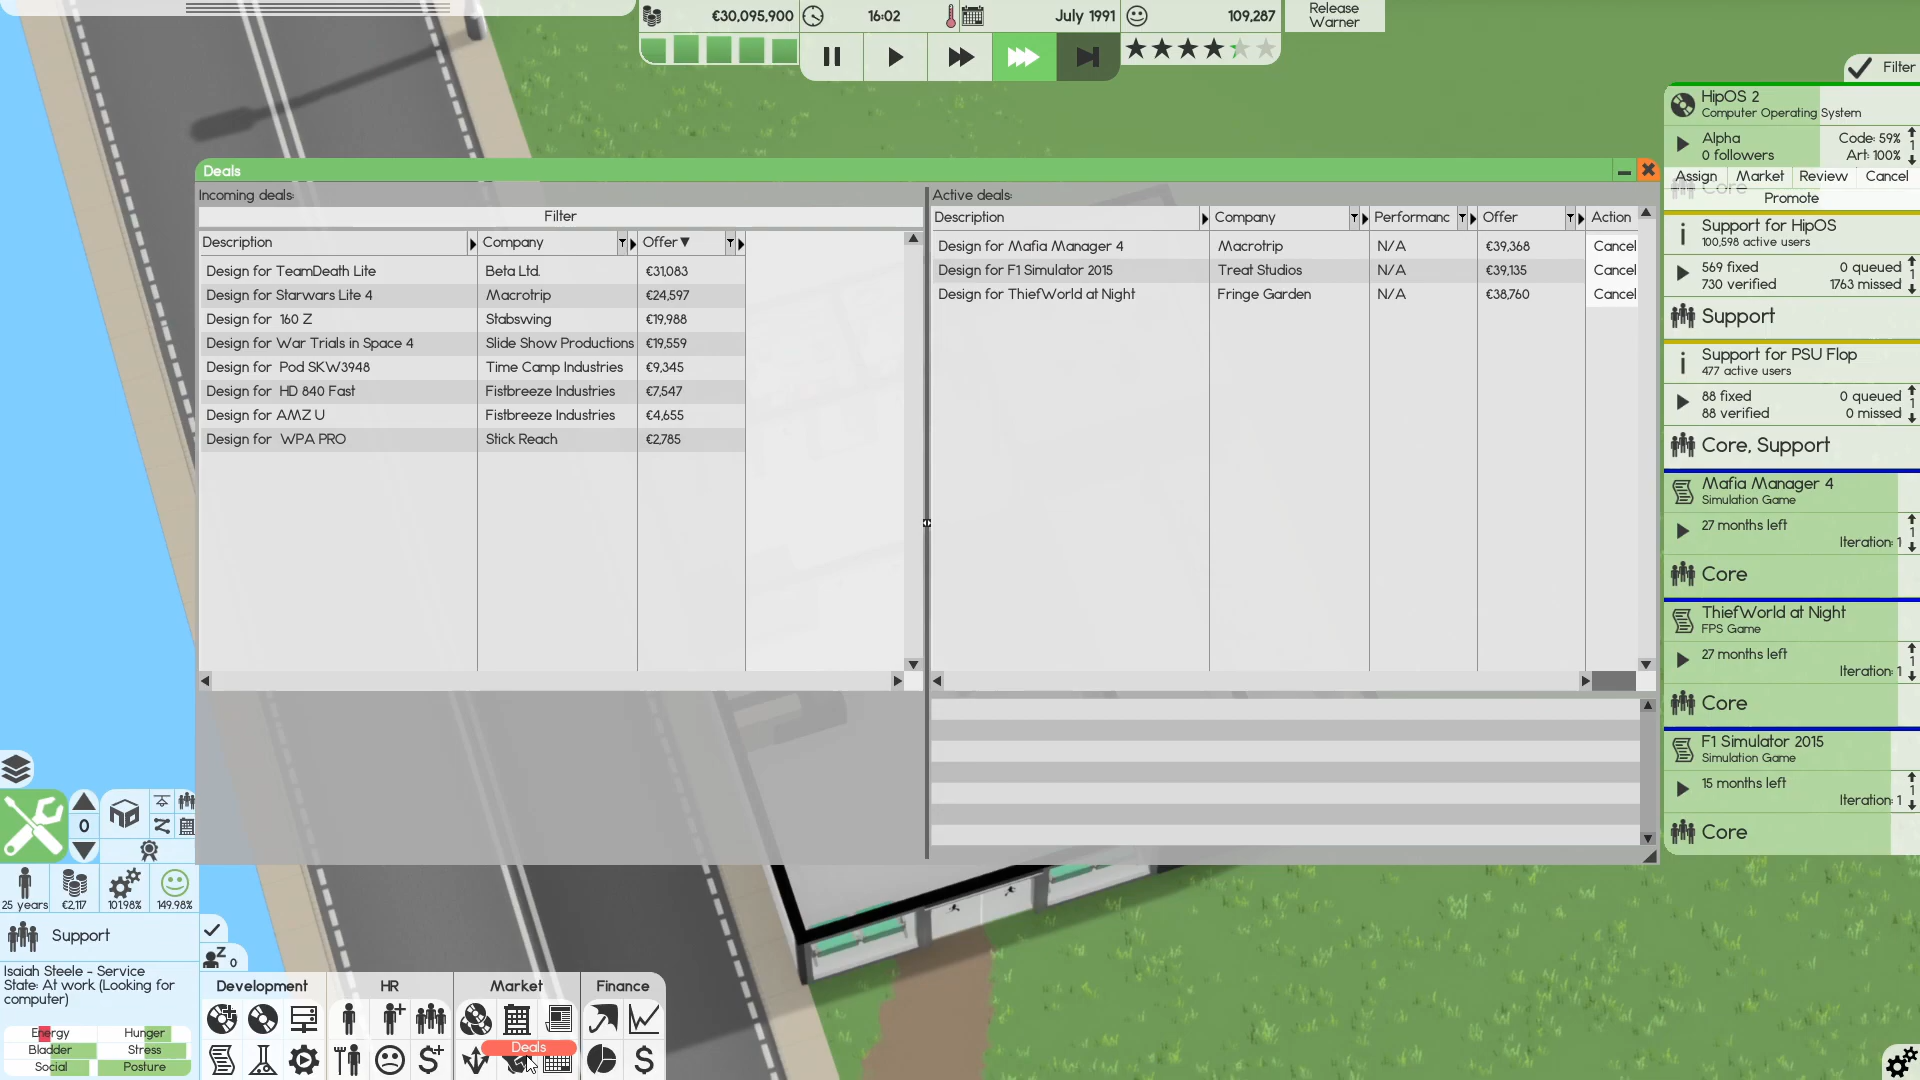 €30,095,900
16:02
July 1991
109,287
Release
Warner
Filter
HipOS 2
Computer Operating System
Alpha
0 followers
Code: 59%
Art: 100%
1
Assign
Market
Review
Cancel
Core
Promote
Support for HipOS
100,598 active users
569 fixed
730 verified
0 queued
1763 missed
1
Support
Support for PSU Flop
477 active users
88 fixed
88 verified
0 queued
0 missed
1
Core, Support
Mafia Manager 4
Simulation Game
27 months left
Iteration: 1
1
Core
ThiefWorld at Night
FPS Game
27 months left
Iteration: 1
1
Core
F1 Simulator 2015
Simulation Game
15 months left
Iteration: 1
1
Core
Deals
Incoming deals:
Filter
Description Company Offer
Design for TeamDeath Lite Beta Ltd. €31,083
Design for Starwars Lite 4 Macrotrip €24,597
Design for 160 Z Stabswing €19,988
Design for War Trials in Space 4 Slide Show Productions €19,559
Design for Pod SKW3948 Time Camp Industries €9,345
Design for HD 840 Fast Fistbreeze Industries €7,547
Design for AMZ U Fistbreeze Industries €4,655
Design for WPA PRO Stick Reach €2,785
Active deals:
Description Company Performanc Offer Action
Design for Mafia Manager 4 Macrotrip N/A €39,368 Cancel
Design for F1 Simulator 2015 Treat Studios N/A €39,135 Cancel
Design for ThiefWorld at Night Fringe Garden N/A €38,760 Cancel
0
25 years
€2,117
101.98%
149.98%
Support
Z
0
Isaiah Steele - Service
State: At work (Looking for
computer)
Energy
Hunger
Bladder
Stress
Social
Posture
Development
HR
Market
Finance
Deals